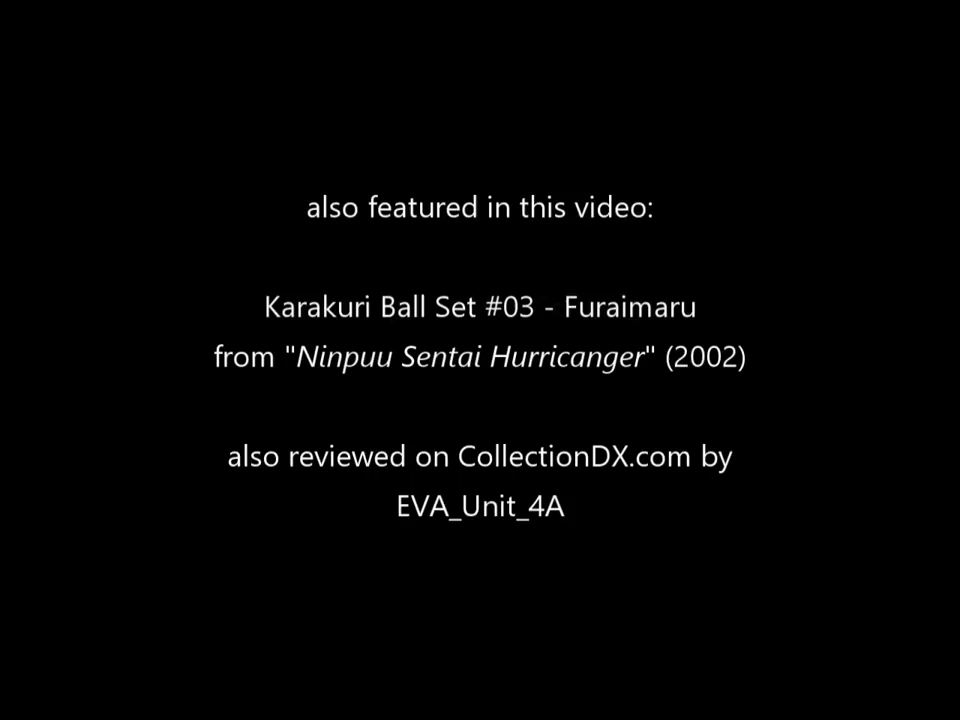 also featured in this video:
Karakuri Ball Set #03 - Furaimaru
from "Ninpuu Sentai Hurricanger" (2002)
also reviewed on CollectionDX.com by
EVA_Unit_4A